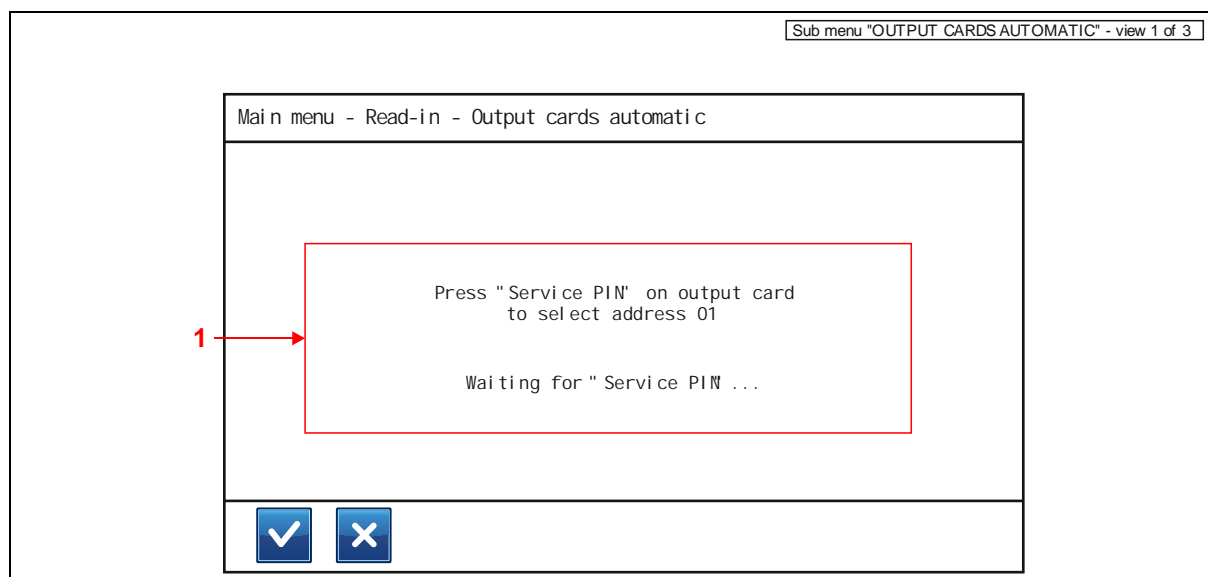 Sub menu "OUTPUT CARDS AUTOMATIC" - view 1 of 3
Main menu - Read-in - Output cards automatic
Press "Service PIN" on output card
to select address 01
1
Waiting for "Service PIN"...